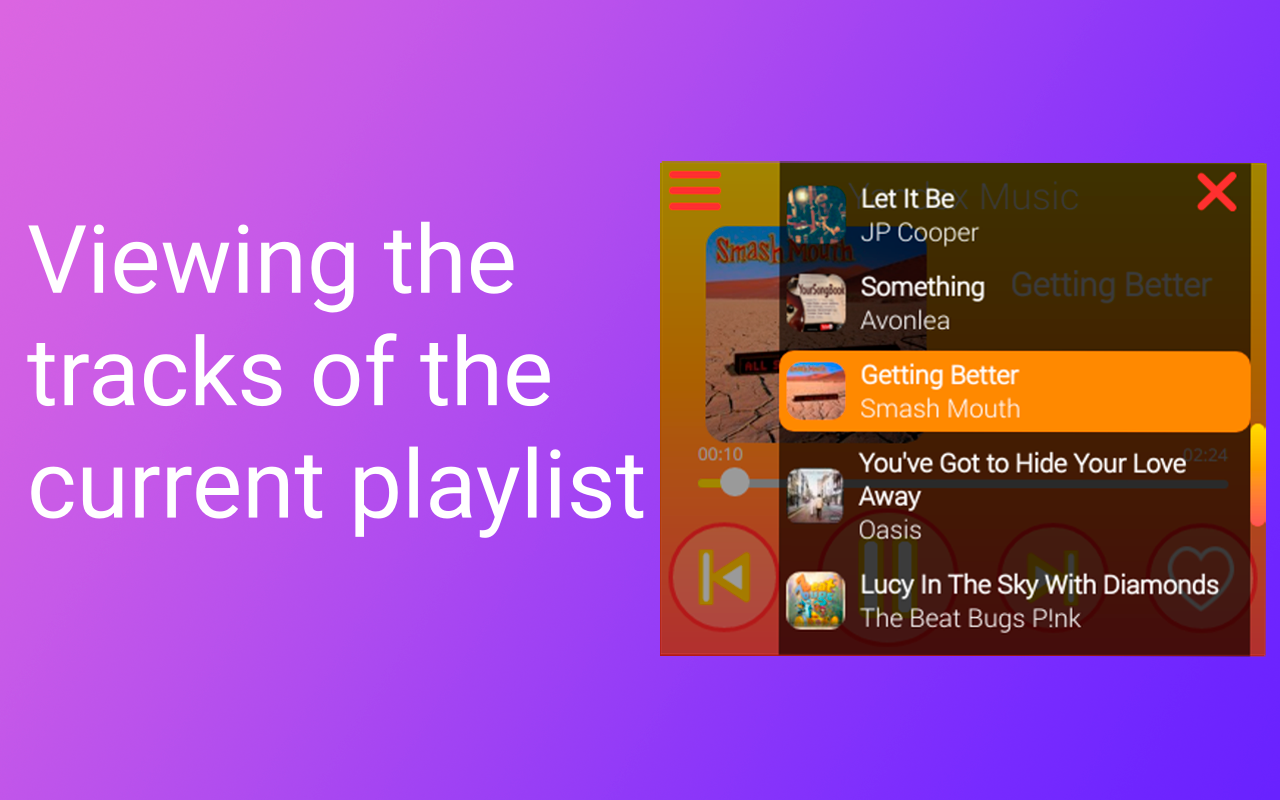 Viewing the
tracks of the
current playlist
Music
Let It Be
JP Cooper
Smash Mouth
Something
Getting Better
Avonlea
YourSongBook
ALL S
Getting Better
Smash Mouth
00:10
02:24
You've Got to Hide Your Love
Away
Oasis
Lucy In The Sky With Diamonds
The Beat Bugs P!nk